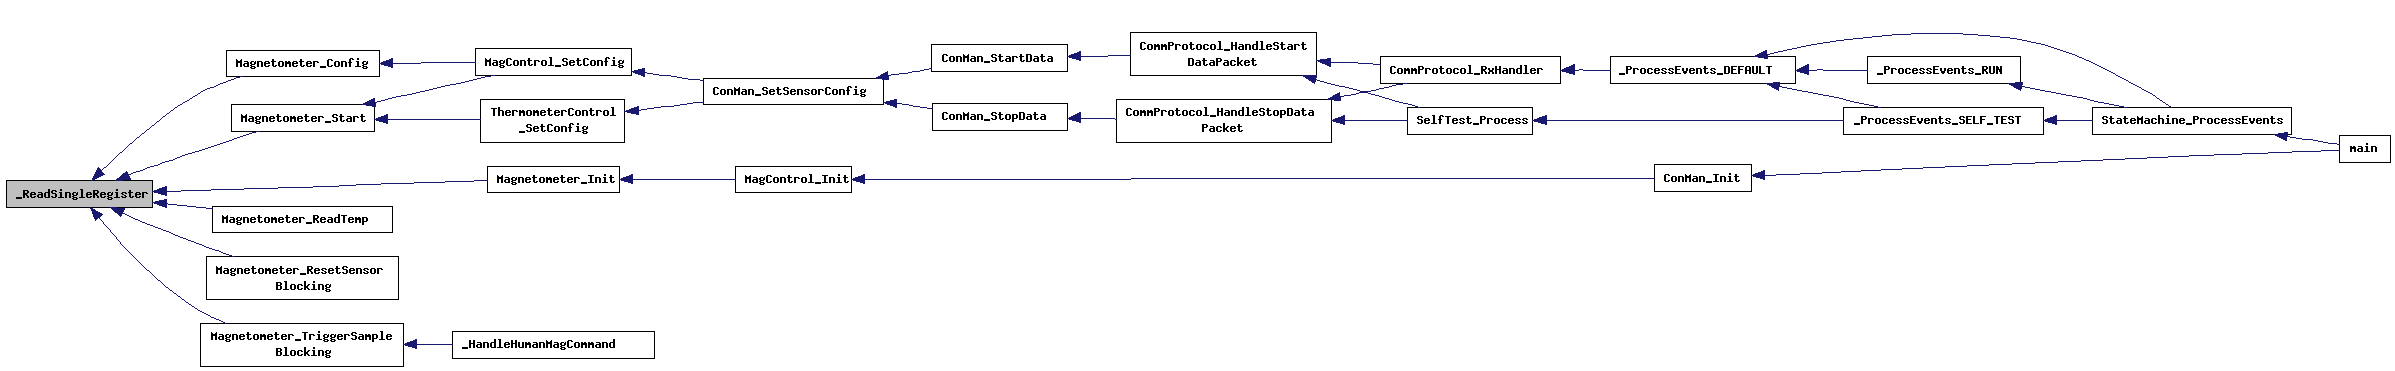 _ReadSingleRegister
Magnetometer_Config
Magnetometer_Start
Magnetometer_Init
Magnetometer_ReadTemp
Magnetometer_ResetSensor
Blocking
Magnetometer_TriggerSample
Blocking
MagControl_SetConfig
ThermometerControl
_SetConfig
MagControl_Init
_HandleHumanMagCommand
ConMan_SetSensorConfig
ConMan_StartData
ConMan_StopData
CommProtocol_HandleStart
DataPacket
CommProtocol_HandleStopData
Packet
CommProtocol_RxHandler
SelfTest_Process
_ProcessEvents_DEFAULT
ConMan_Init
_ProcessEvents_RUN
_ProcessEvents_SELF_TEST
StateMachine_ProcessEvents
main